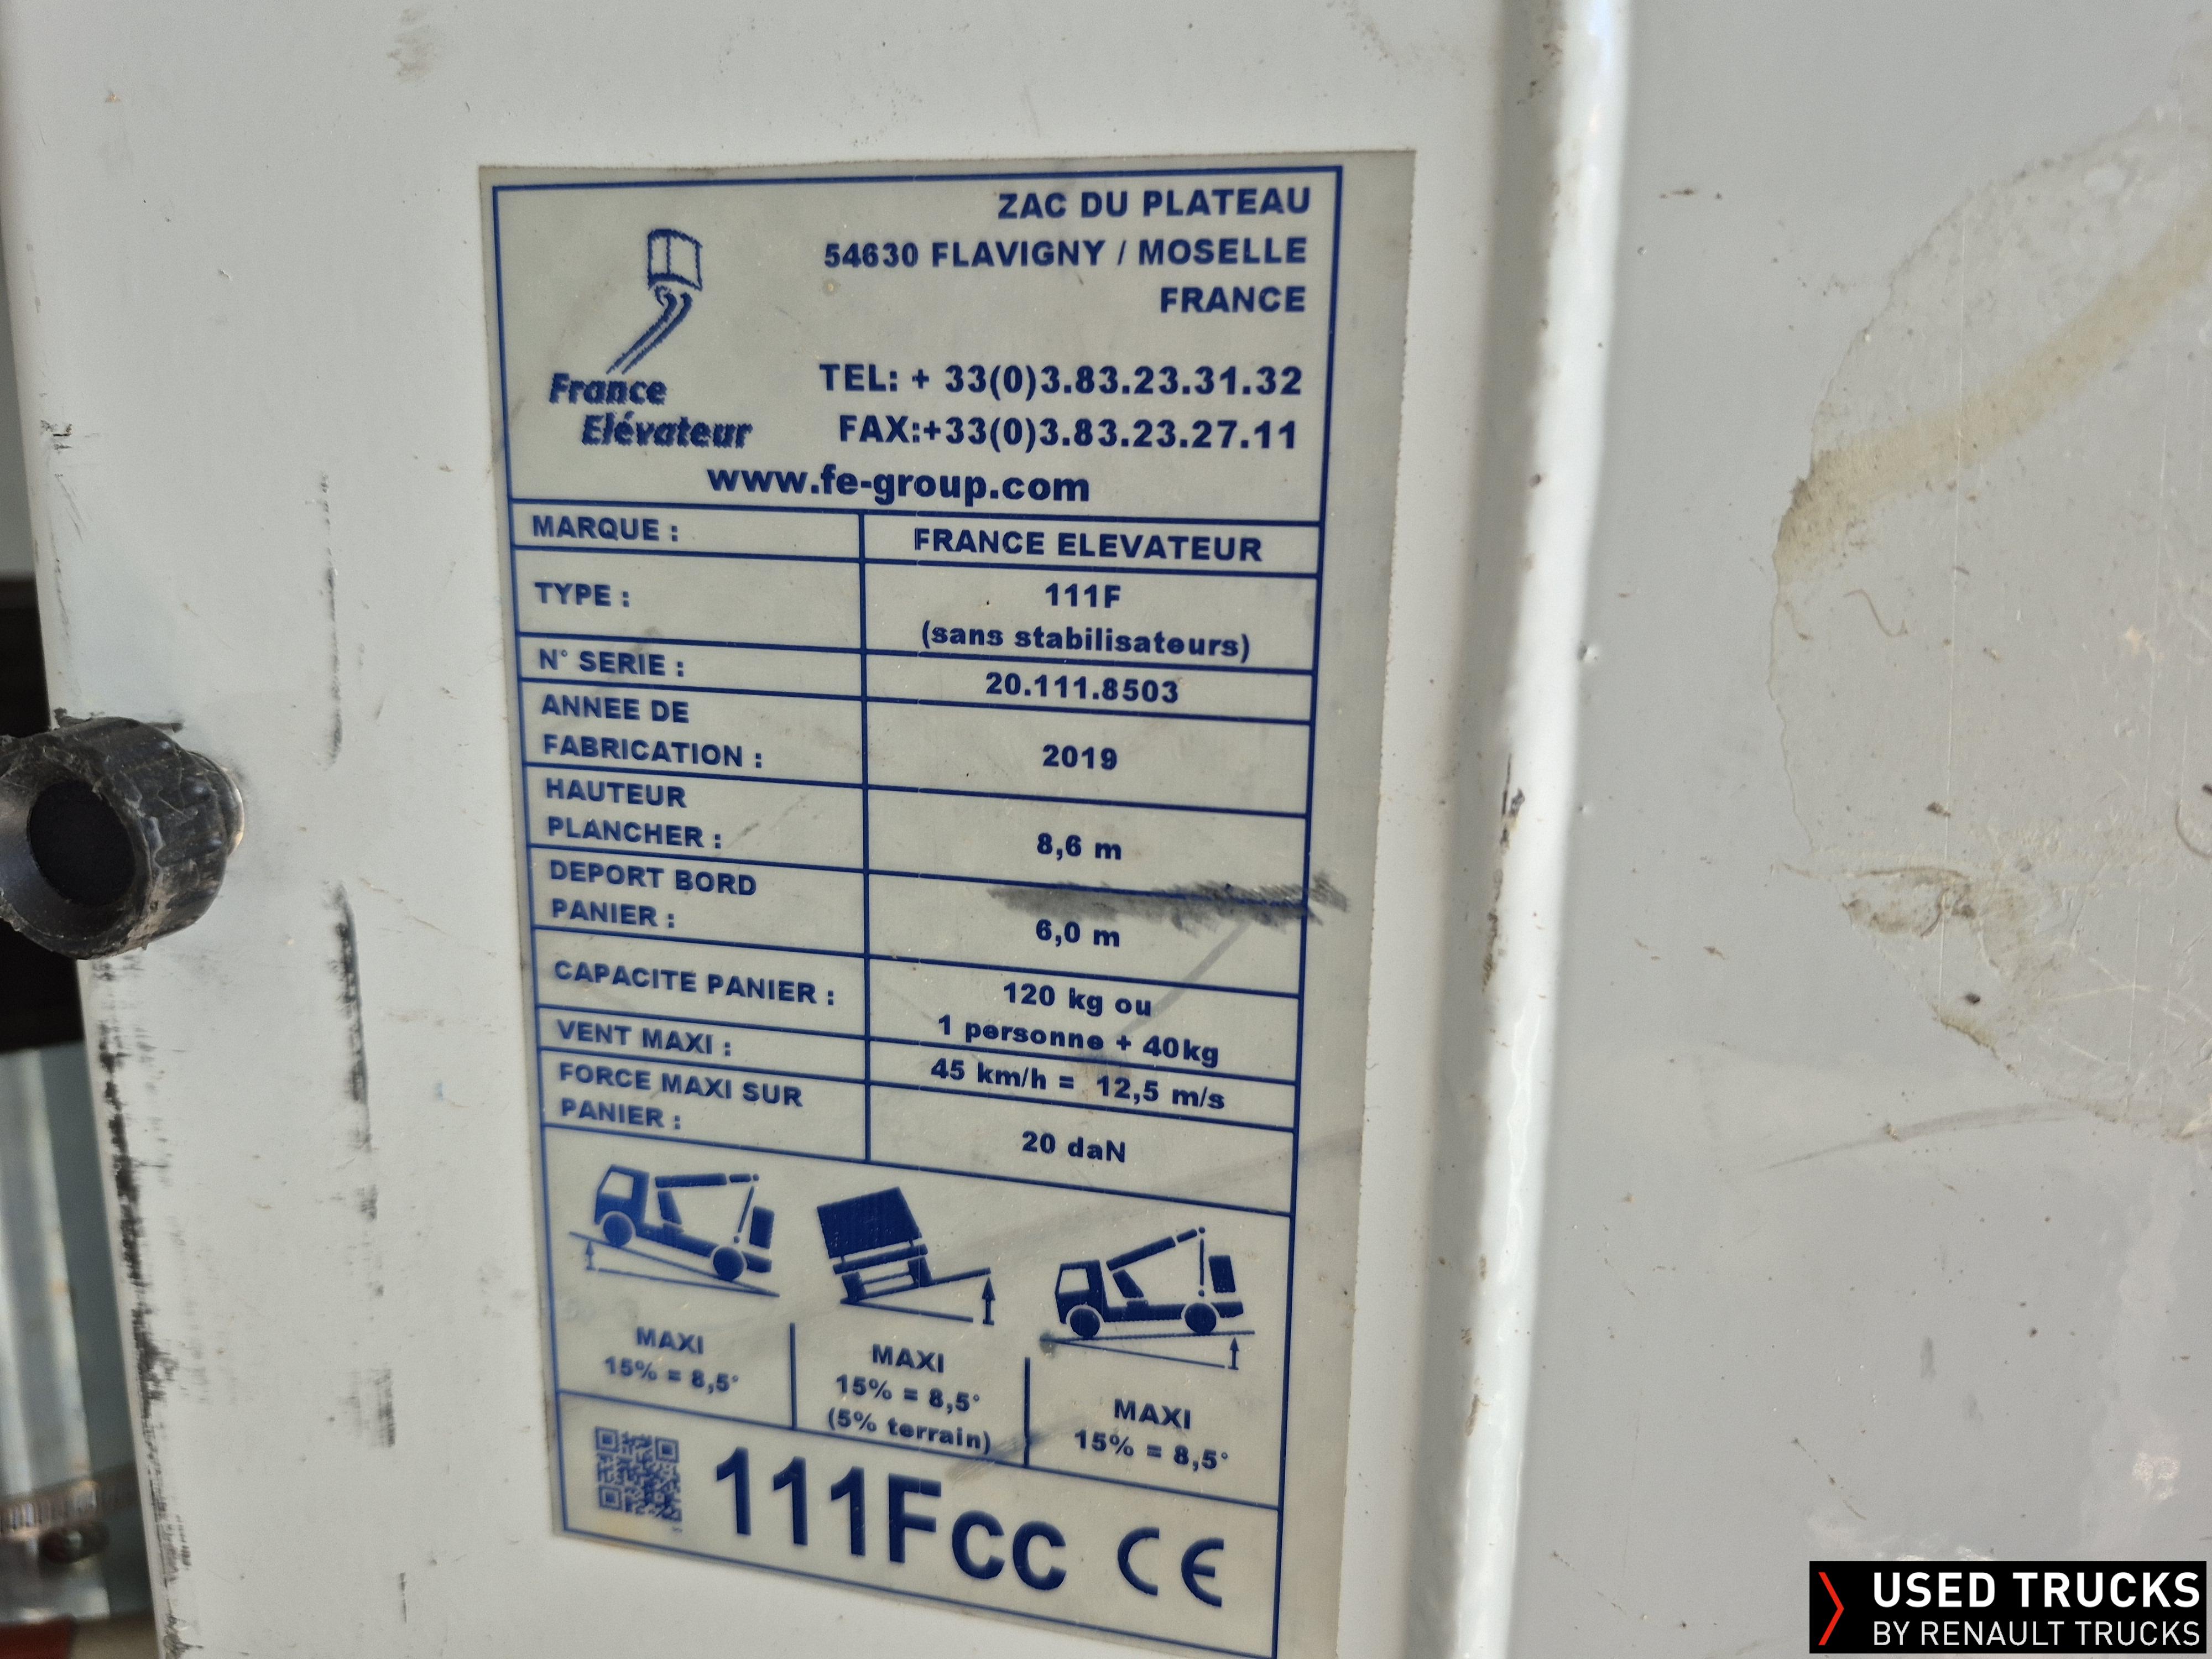 ZAC DU PLATEAU
54630 FLAVIGNY / MOSELLE
FRANCE
France
Elévateur
TEL: + 33(0)3.83.23.31.32
FAX:+33(0)3.83.23.27.11
www.fe-group.com
MARQUE : FRANCE ELEVATEUR
TYPE : 111F
(sans stabilisateurs)
N° SERIE : 20.111.8503
ANNEE DE
FABRICATION : 2019
HAUTEUR
PLANCHER : 8,6 m
DEPORT BORD
PANIER : 6,0 m
CAPACITE PANIER : 120 kg ou
1 personne + 40kg
VENT MAXI : 45 km/h = 12,5 m/s
FORCE MAXI SUR
PANIER : 20 daN
MAXI
15% = 8,5°
MAXI
15% = 8,5°
(5% terrain)
MAXI
15% = 8,5°
111FCC CE
USED TRUCKS
BY RENAULT TRUCKS